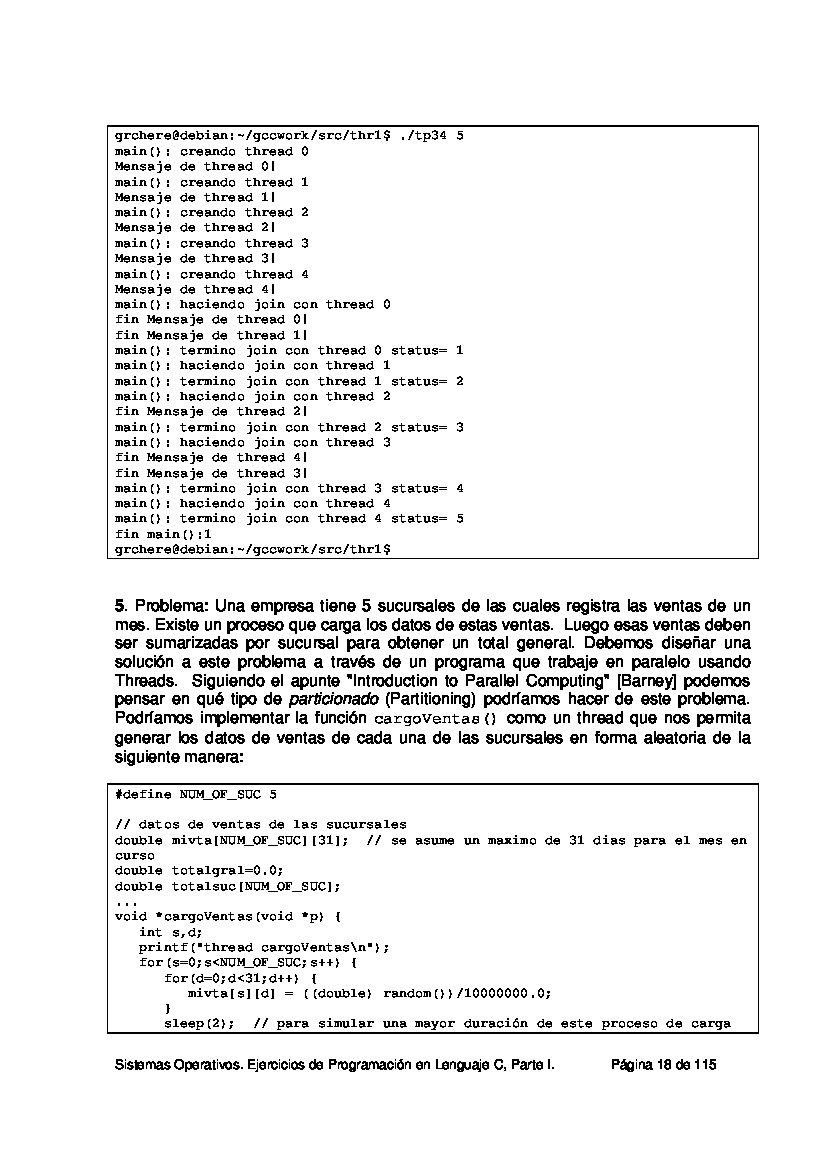 grchere@debian:~/gccwork/src/thr1$ ./tp34 5
main(): creando thread 0
Mensaje de thread 0|
main(): creando thread 1
Mensaje de thread 1|
main(): creando thread 2
Mensaje de thread 2|
main(): creando thread 3
Mensaje de thread 3|
main(): creando thread 4
Mensaje de thread 4|
main(): haciendo join con thread 0
fin Mensaje de thread 0|
fin Mensaje de thread 1|
main(): termino join con thread 0 status= 1
main(): haciendo join con thread 1
main(): termino join con thread 1 status= 2
main(): haciendo join con thread 2
fin Mensaje de thread 2|
main(): termino join con thread 2 status= 3
main(): haciendo join con thread 3
fin Mensaje de thread 4|
fin Mensaje de thread 3|
main(): termino join con thread 3 status= 4
main(): haciendo join con thread 4
main(): termino join con thread 4 status= 5
fin main():1
grchere@debian:~/gccwork/src/thr1$
5. Problema: Una empresa tiene 5 sucursales de las cuales registra las ventas de un
mes. Existe un proceso que carga los datos de estas ventas. Luego esas ventas deben
ser sumarizadas por sucursal para obtener un total general. Debemos diseñar una
solución a este problema a través de un programa que trabaje en paralelo usando
Threads. Siguiendo el apunte "Introduction to Parallel Computing" [Barney] podemos
pensar en qué tipo de particionado (Partitioning) podríamos hacer de este problema.
Podríamos implementar la función cargoVentas() como un thread que nos permita
generar los datos de ventas de cada una de las sucursales en forma aleatoria de la
siguiente manera:
#define NUM_OF_SUC 5
// datos de ventas de las sucursales
double mivta[NUM_OF_SUC][31]; // se asume un maximo de 31 dias para el mes en
curso
double totalgral=0.0;
double totalsuc[NUM_OF_SUC];
...
void *cargoVentas(void *p) {
int s,d;
printf("thread cargoVentas\n");
for(s=0;s<NUM_OF_SUC;s++) {
for(d=0;d<31;d++) {
mivta[s][d] = ((double) random())/10000000.0;
}
sleep(2); // para simular una mayor duración de este proceso de carga
Sistemas Operativos. Ejercicios de Programación en Lenguaje C, Parte I. Página 18 de 115